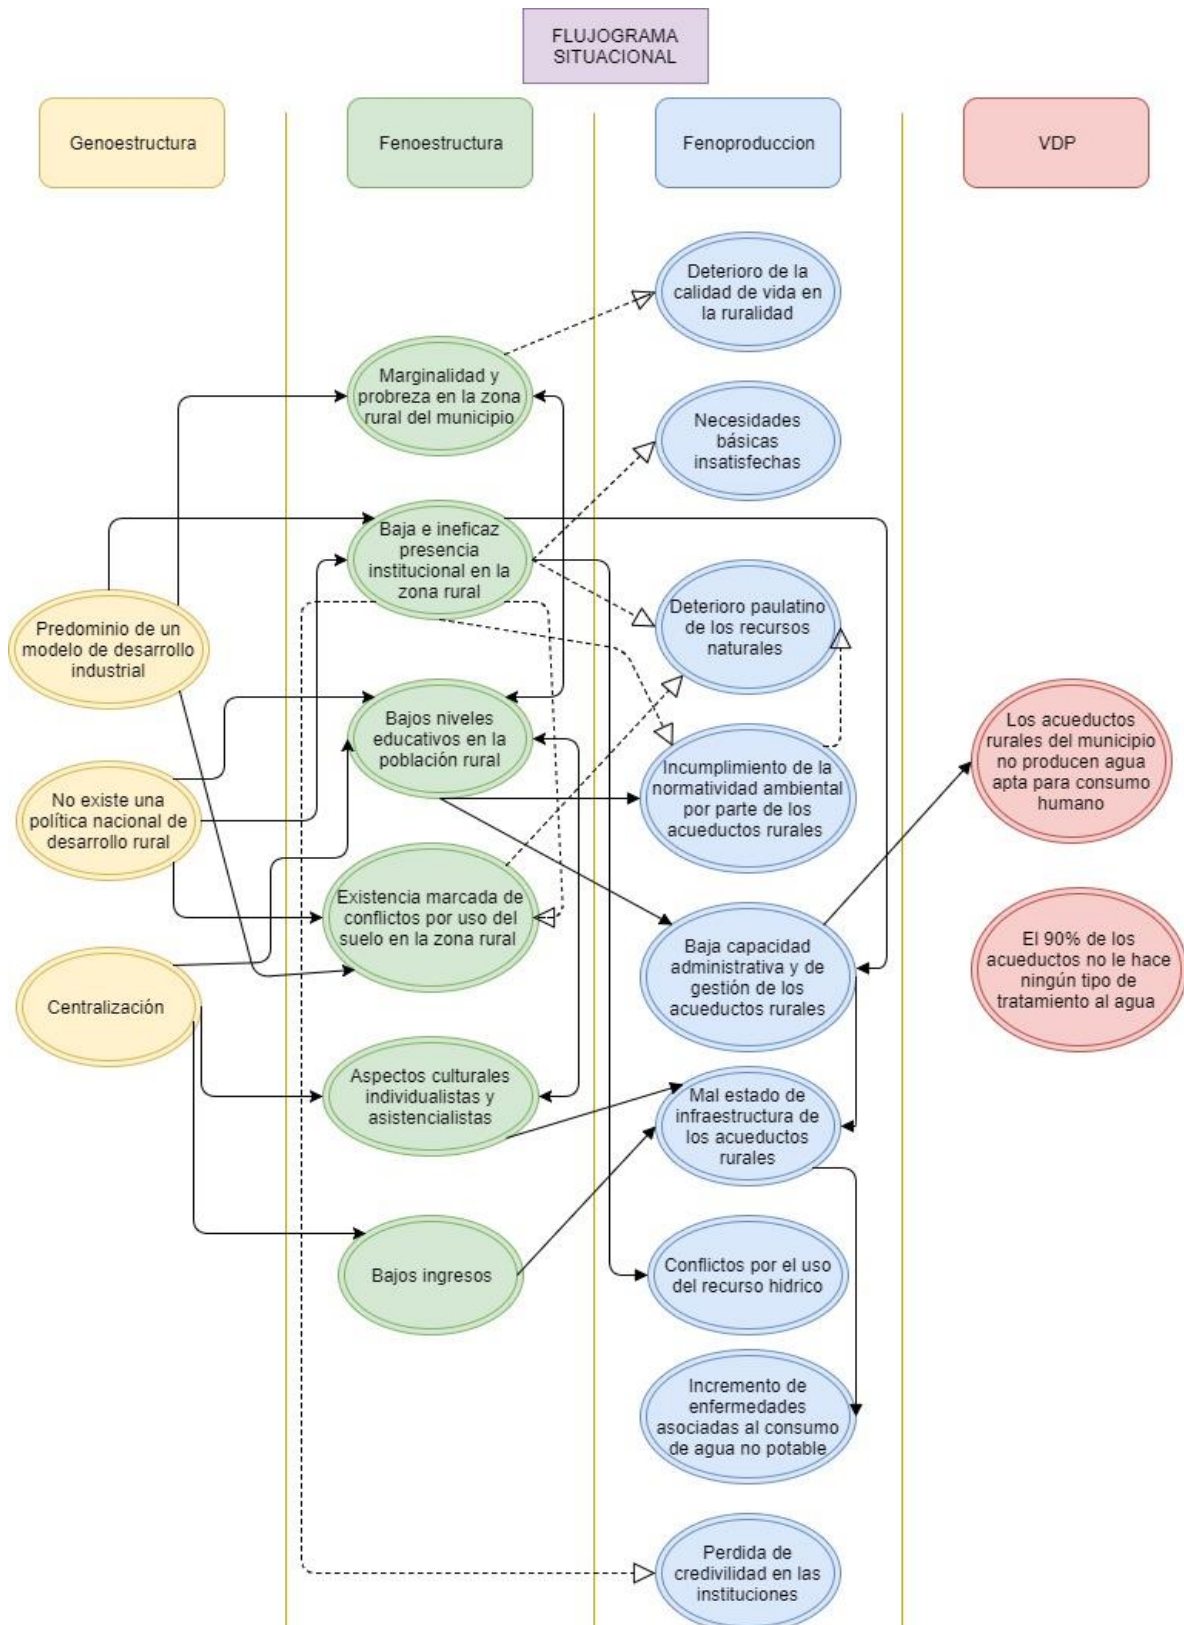 FLUJOGRAMA
SITUACIONAL
Genoestructura
Fenoestructura
Fenoproduccion
VDP
Predominio de un
modelo de desarrollo
industrial
No existe una
política nacional de
desarrollo rural
Centralización
Marginalidad y
probreza en la zona
rural del municipio
Baja e ineficaz
presencia
institucional en la
zona rural
Bajos niveles
educativos en la
población rural
Existencia marcada de
conflictos por uso del
suelo en la zona rural
Aspectos culturales
individualistas y
asistencialistas
Bajos ingresos
Deterioro de la
calidad de vida en
la ruralidad
Necesidades
básicas
insatisfechas
Deterioro paulatino
de los recursos
naturales
Incumplimiento de la
normatividad ambiental
por parte de los
acueductos rurales
Baja capacidad
administrativa y de
gestión de los
acueductos rurales
Mal estado de
infraestructura de
los acueductos
rurales
Conflictos por el uso
del recurso hidrico
Incremento de
enfermedades
asociadas al consumo
de agua no potable
Perdida de
credivilidad en las
instituciones
Los acueductos
rurales del municipio
no producen agua
apta para consumo
humano
El 90% de los
acueductos no le hace
ningún tipo de
tratamiento al agua